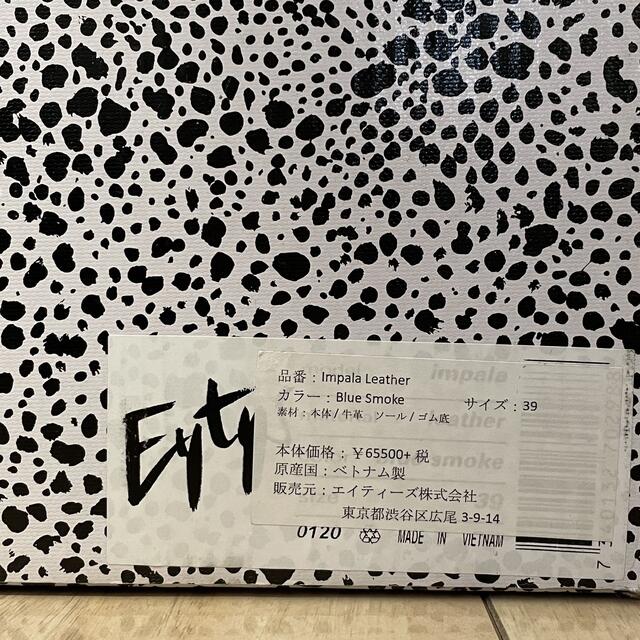 Eyty
model impala
品番：Impala Leather
カラー：Blue Smoke サイズ：39
素材：本体 / 牛革 ソール / ゴム底
leather
本体価格：￥65500+ 税
smoke
原産国：ベトナム製
販売元：エイティーズ株式会社
39
東京都渋谷区広尾 3-9-14
0120 MADE IN VIETNAM